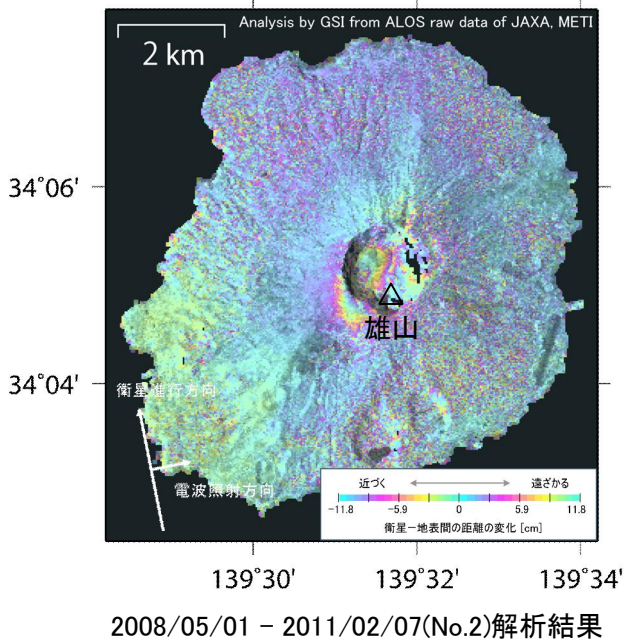 Analysis by GSI from ALOS raw data of JAXA, METI
2 km
34°06'
雄山
34°04'
衛星進行方向
電波照射方向
近づく 遠ざかる
-11.8 -5.9 0 5.9 11.8
衛星－地表間の距離の変化 [cm]
139°30' 139°32' 139°34'
2008/05/01 - 2011/02/07(No.2)解析結果